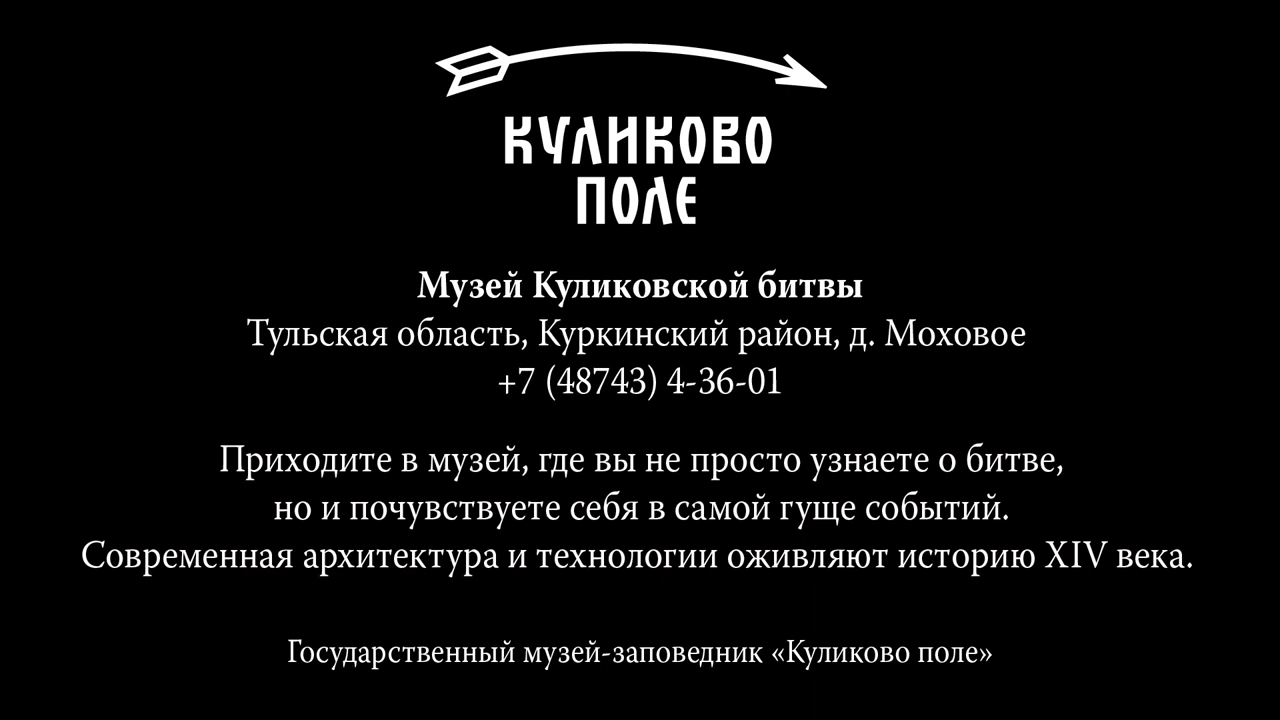 КУЛИКОВО
ПОЛЕ
Музей Куликовской битвы
Тульская область, Куркинский район, д. Моховое
+7 (48743) 4-36-01
Приходите в музей, где вы не просто узнаете о битве,
но и почувствуете себя в самой гуще событий.
Современная архитектура и технологии оживляют историю XIV века.
Государственный музей-заповедник «Куликово поле»